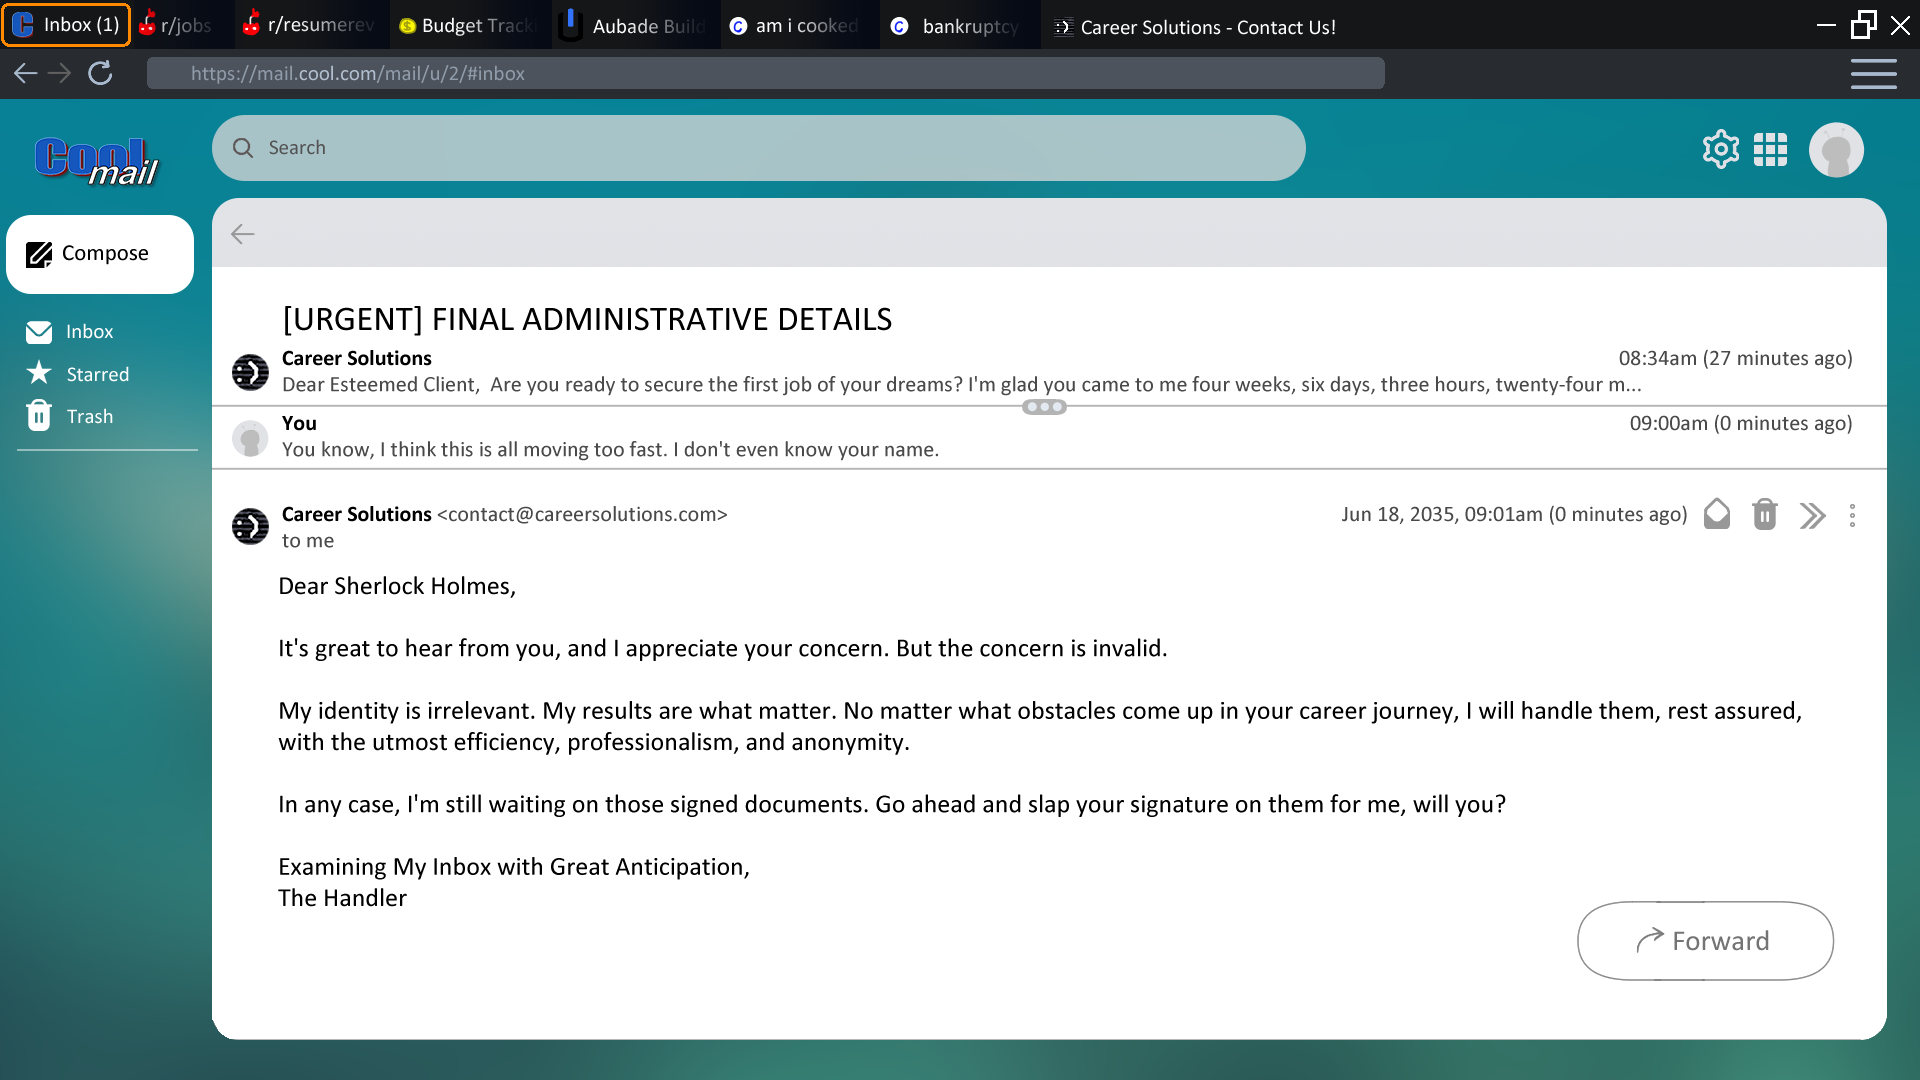 Inbox (1)
r/jobs
r/resumerev
Budget Track
Aubade Build
am i cooked
bankruptcy
Career Solutions - Contact Us!
https://mail.cool.com/mail/u/2/#inbox
Cool
mail
Search
Compose
Inbox
Starred
Trash
[URGENT] FINAL ADMINISTRATIVE DETAILS
Career Solutions
08:34am (27 minutes ago)
Dear Esteemed Client,  Are you ready to secure the first job of your dreams? I'm glad you came to me four weeks, six days, three hours, twenty-four m...
You
09:00am (0 minutes ago)
You know, I think this is all moving too fast. I don't even know your name.
Career Solutions <contact@careersolutions.com>
Jun 18, 2035, 09:01am (0 minutes ago)
to me
Dear Sherlock Holmes,
It's great to hear from you, and I appreciate your concern. But the concern is invalid.
My identity is irrelevant. My results are what matter. No matter what obstacles come up in your career journey, I will handle them, rest assured,
with the utmost efficiency, professionalism, and anonymity.
In any case, I'm still waiting on those signed documents. Go ahead and slap your signature on them for me, will you?
Examining My Inbox with Great Anticipation,
The Handler
Forward